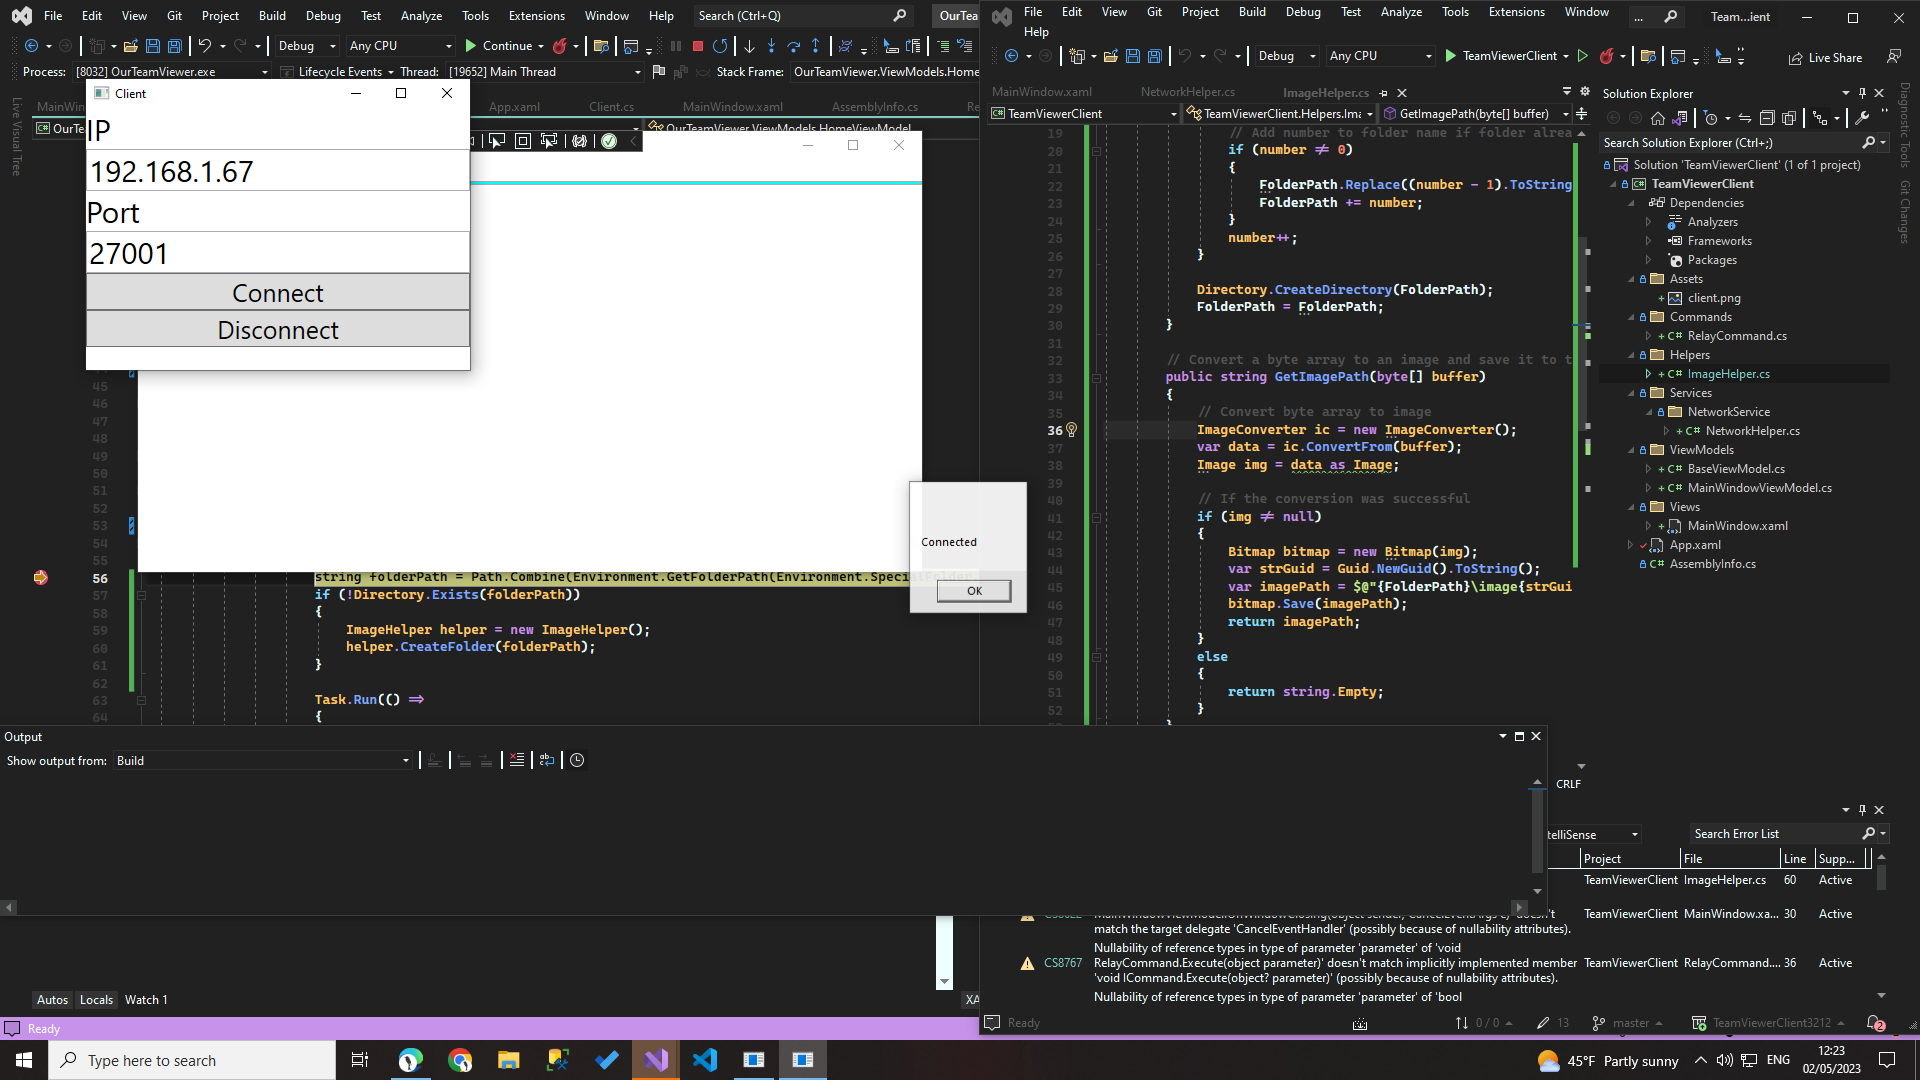 File Edit View Git Project Build Debug Test Analyze Tools Extensions Window Help Search (Ctrl+Q) OurTea
Debug Any CPU Continue
Process: [8032] OurTeamViewer.exe Lifecycle Events Thread: [19652] Main Thread Stack Frame: OurTeamViewer.ViewModels.Home
MainWin App.xaml Client.cs MainWindow.xaml AssemblyInfo.cs Re
OurTe OurTeamViewer.ViewModels.HomeViewModel
Live Visual Tree
Client
IP
192.168.1.67
Port
27001
Connect
Disconnect
45
46
47
48
49
50
51
52
53
54
55
56 string folderPath = Path.Combine(Environment.GetFolderPath(Environment.SpecialFolder
57 if (!Directory.Exists(folderPath))
58 {
59 ImageHelper helper = new ImageHelper();
60 helper.CreateFolder(folderPath);
61 }
62
63 Task.Run(() =>
64 {
Connected
OK
File Edit View Git Project Build Debug Test Analyze Tools Extensions Window ... Team...ient
Help
Debug Any CPU TeamViewerClient Live Share
MainWindow.xaml NetworkHelper.cs ImageHelper.cs
TeamViewerClient TeamViewerClient.Helpers.Ima GetImagePath(byte[] buffer)
19 // Add number to folder name if folder alrea
20 if (number != 0)
21 {
22 FolderPath.Replace((number - 1).ToString
23 FolderPath += number;
24 }
25 number++;
26 }
27
28 Directory.CreateDirectory(FolderPath);
29 FolderPath = FolderPath;
30 }
31
32 // Convert a byte array to an image and save it to t
33 public string GetImagePath(byte[] buffer)
34 {
35 // Convert byte array to image
36 ImageConverter ic = new ImageConverter();
37 var data = ic.ConvertFrom(buffer);
38 Image img = data as Image;
39
40 // If the conversion was successful
41 if (img != null)
42 {
43 Bitmap bitmap = new Bitmap(img);
44 var strGuid = Guid.NewGuid().ToString();
45 var imagePath = $@"{FolderPath}\image{strGui
46 bitmap.Save(imagePath);
47 return imagePath;
48 }
49 else
50 {
51 return string.Empty;
52 }
Solution Explorer
Search Solution Explorer (Ctrl+;)
Solution 'TeamViewerClient' (1 of 1 project)
TeamViewerClient
Dependencies
Analyzers
Frameworks
Packages
Assets
client.png
Commands
RelayCommand.cs
Helpers
ImageHelper.cs
Services
NetworkService
NetworkHelper.cs
ViewModels
BaseViewModel.cs
MainWindowViewModel.cs
Views
MainWindow.xaml
App.xaml
AssemblyInfo.cs
Diagnostic Tools
Git Changes
Output
Show output from: Build
CRLF
telliSense Search Error List
Project File Line Supp...
TeamViewerClient ImageHelper.cs 60 Active
CS8622 MainWindowViewModel.OnWindowClosing(object sender, CancelEventArgs e)' doesn't TeamViewerClient MainWindow.xa... 30 Active
match the target delegate 'CancelEventHandler' (possibly because of nullability attributes).
Nullability of reference types in type of parameter 'parameter' of 'void
CS8767 RelayCommand.Execute(object parameter)' doesn't match implicitly implemented member TeamViewerClient RelayCommand.... 36 Active
'void ICommand.Execute(object? parameter)' (possibly because of nullability attributes).
Nullability of reference types in type of parameter 'parameter' of 'bool
Autos Locals Watch 1 XA
Ready
Ready 0 / 0 13 master TeamViewerClient3212 2
Type here to search
45°F Partly sunny ENG 12:23
02/05/2023